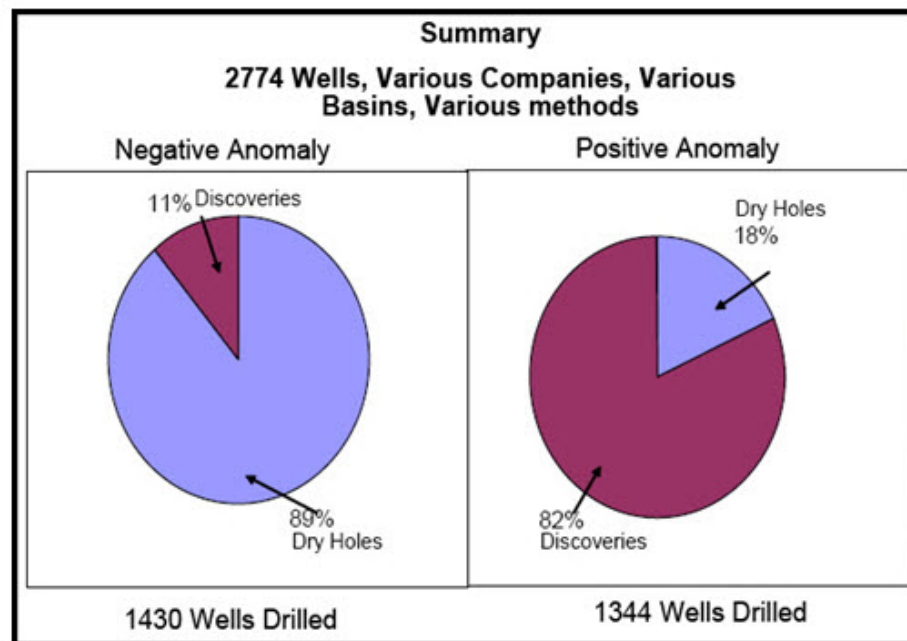 Summary
2774 Wells, Various Companies, Various
Basins, Various methods
Negative Anomaly
11% Discoveries
89%
Dry Holes
1430 Wells Drilled
Positive Anomaly
Dry Holes
18%
82%
Discoveries
1344 Wells Drilled